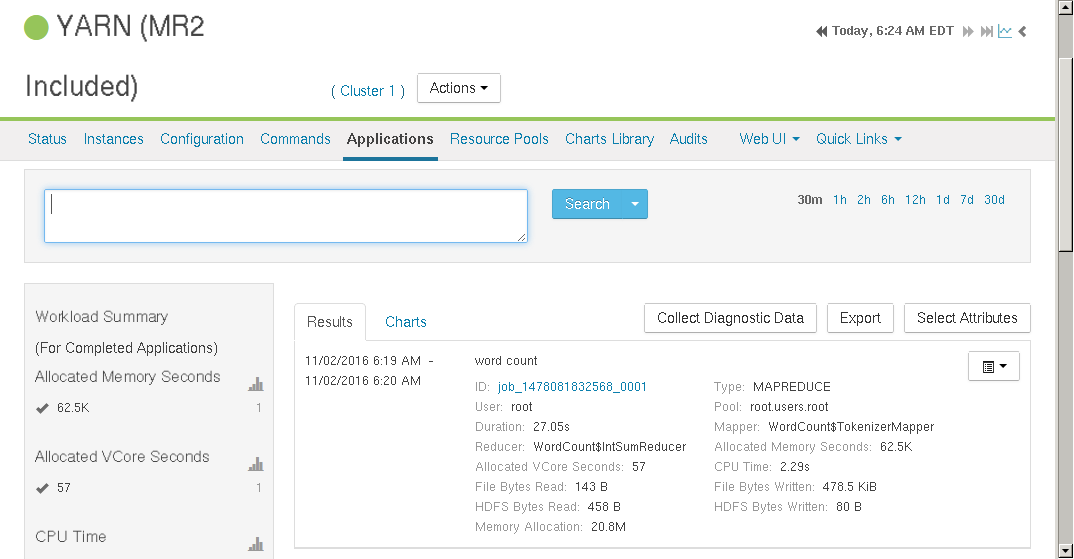 YARN (MR2
Included)
( Cluster 1 )
Actions
Today, 6:24 AM EDT
Status Instances Configuration Commands Applications Resource Pools Charts Library Audits Web UI Quick Links
Search
30m 1h 2h 6h 12h 1d 7d 30d
Workload Summary
(For Completed Applications)
Allocated Memory Seconds
62.5K 1
Allocated VCore Seconds
57 1
CPU Time
Results Charts
Collect Diagnostic Data Export Select Attributes
11/02/2016 6:19 AM -
11/02/2016 6:20 AM
word count
ID: job_1478081832568_0001 Type: MAPREDUCE
User: root Pool: root.users.root
Duration: 27.05s Mapper: WordCount$TokenizerMapper
Reducer: WordCount$IntSumReducer Allocated Memory Seconds: 62.5K
Allocated VCore Seconds: 57 CPU Time: 2.29s
File Bytes Read: 143 B File Bytes Written: 478.5 KiB
HDFS Bytes Read: 458 B HDFS Bytes Written: 80 B
Memory Allocation: 20.8M